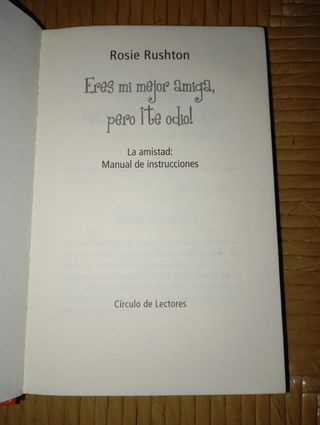 Rosie Rushton
Eres mi mejor amiga,
pero ¡te odio!
La amistad:
Manual de instrucciones
Círculo de Lectores